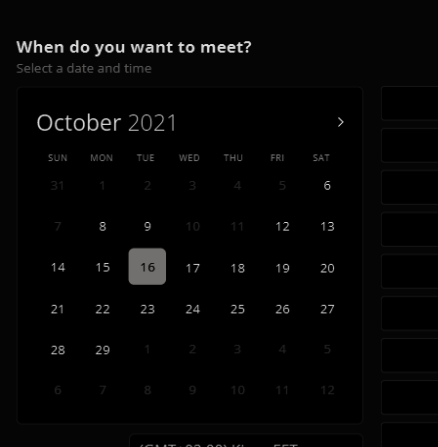 When do you want to meet?
Select a date and time
October 2021 >
SUN MON TUE WED THU FRI SAT
31 1 2 3 4 5 6
7 8 9 10 11 12 13
14 15 16 17 18 19 20
21 22 23 24 25 26 27
28 29 1 2 3 4 5
6 7 8 9 10 11 12